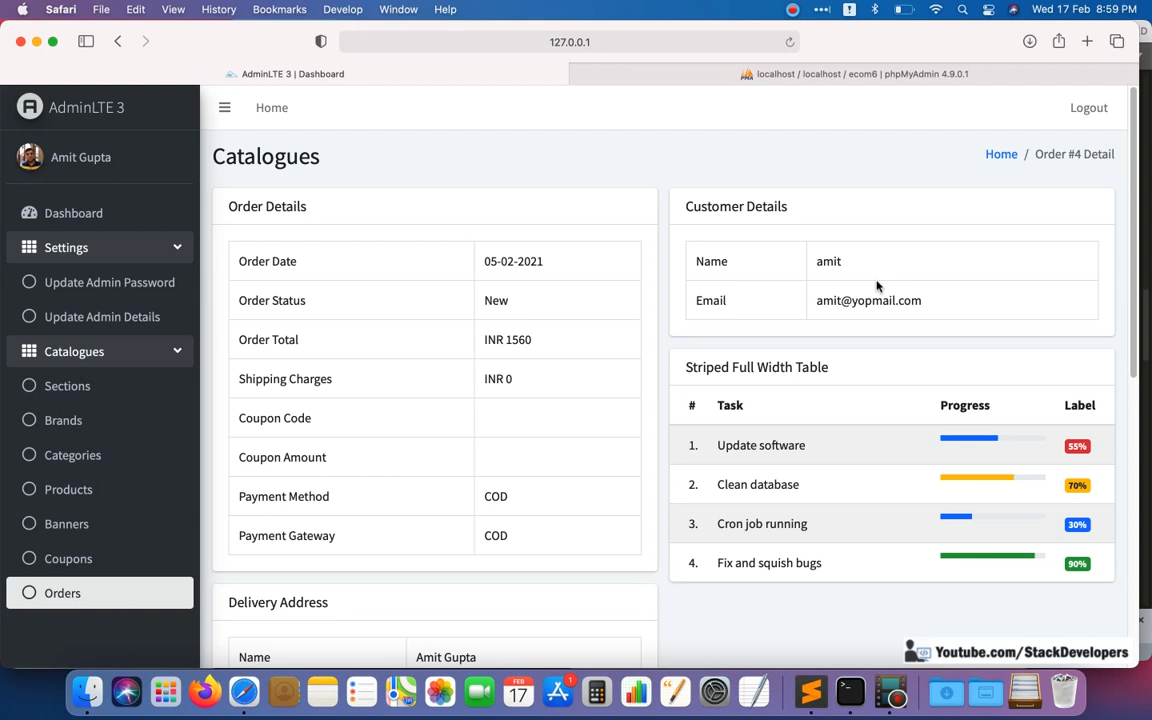 Safari File Edit View History Bookmarks Develop Window Help Wed 17 Feb 8:59 PM
127.0.0.1
AdminLTE 3 | Dashboard
localhost / localhost / ecom6 | phpMyAdmin 4.9.0.1
AdminLTE 3
Home
Logout
Amit Gupta
Catalogues
Home / Order #4 Detail
Dashboard
Settings
Update Admin Password
Update Admin Details
Catalogues
Sections
Brands
Categories
Products
Banners
Coupons
Orders
Order Details
Order Date 05-02-2021
Order Status New
Order Total INR 1560
Shipping Charges INR 0
Coupon Code
Coupon Amount
Payment Method COD
Payment Gateway COD
Delivery Address
Name Amit Gupta
Customer Details
Name amit
Email amit@yopmail.com
Striped Full Width Table
# Task Progress Label
1. Update software 55%
2. Clean database 70%
3. Cron job running 30%
4. Fix and squish bugs 90%
Youtube.com/StackDevelopers
FEB
17
1